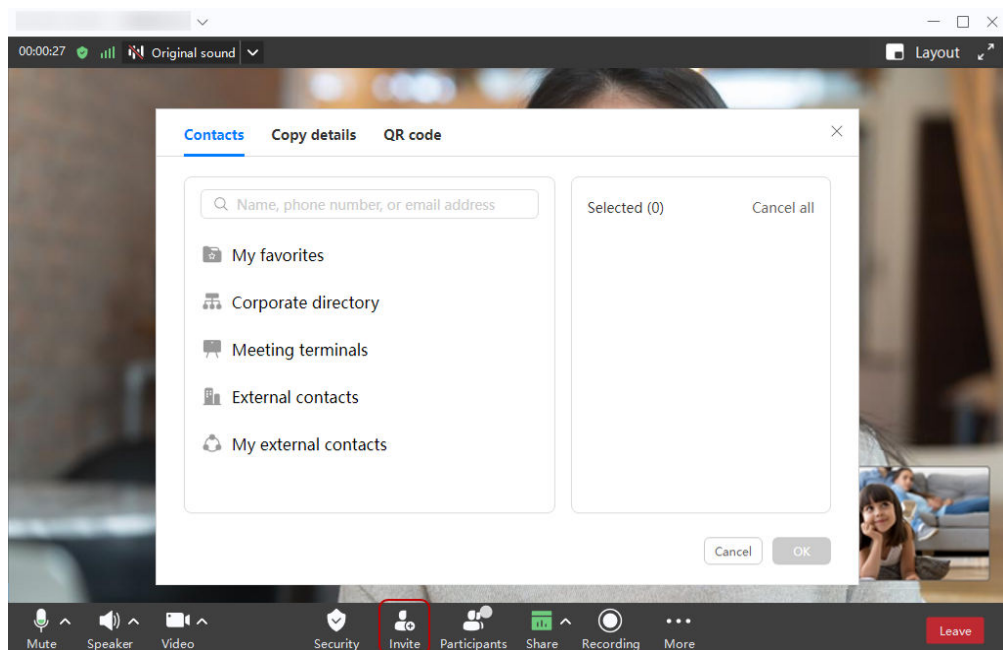 00:00:27 Original sound Layout
Contacts Copy details QR code
Name, phone number, or email address
Selected (0) Cancel all
My favorites
Corporate directory
Meeting terminals
External contacts
My external contacts
Cancel OK
Mute Speaker Video Security Invite Participants Share Recording More Leave